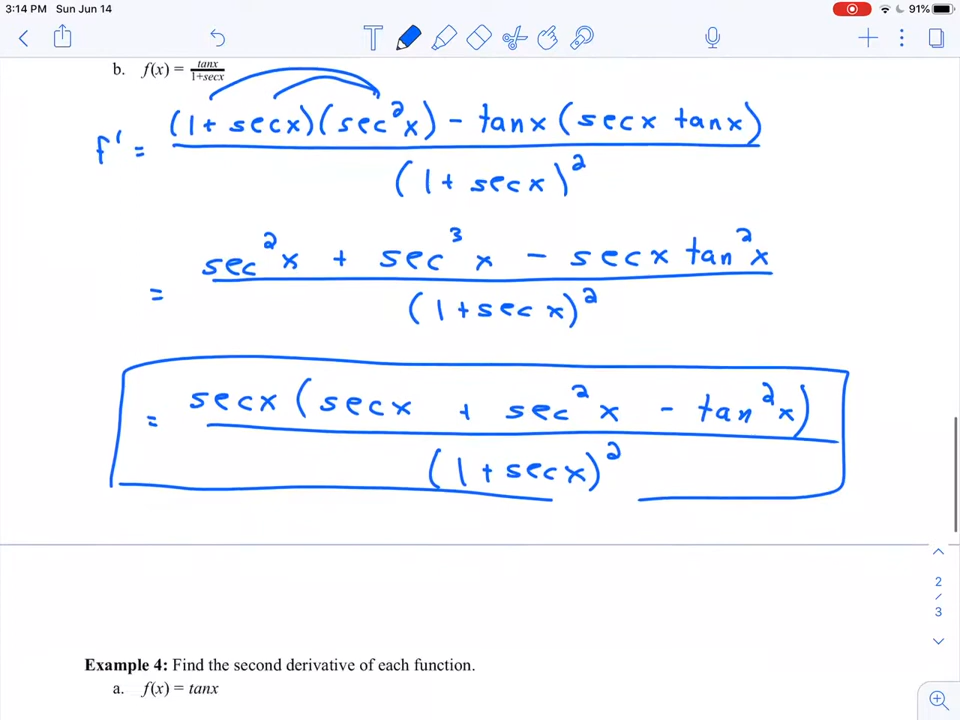 3:14 PM Sun Jun 14 91%
b. f(x) = tanx/1+secx
f' = (1 + secx)(sec²x) - tanx (secx tanx) / (1 + secx)²
= sec²x + sec³x - secx tan²x / (1 + secx)²
= secx (secx + sec²x - tan²x) / (1 + secx)²
2
/
3
Example 4: Find the second derivative of each function.
a. f(x) = tanx